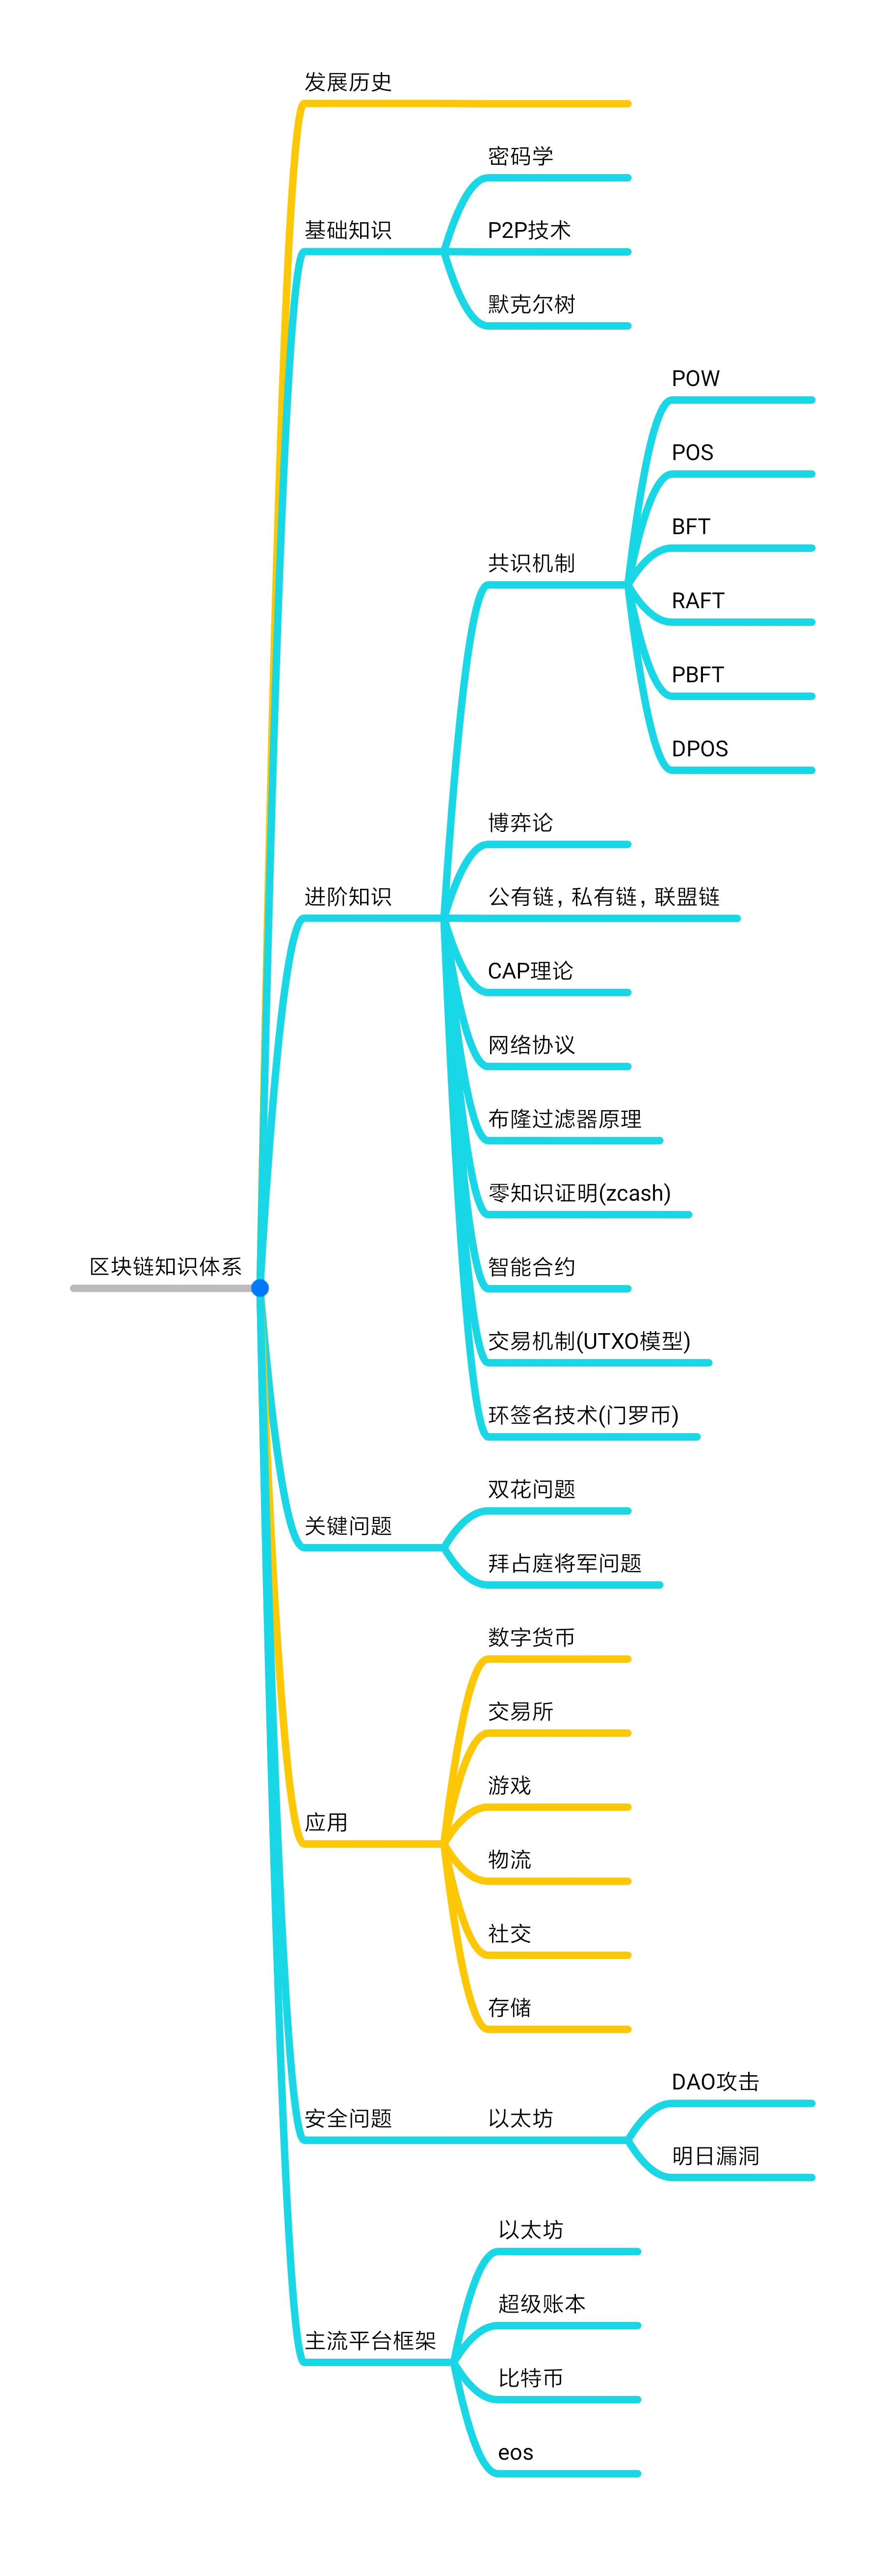 发展历史
密码学
基础知识
P2P技术
默克尔树
POW
POS
BFT
共识机制
RAFT
PBFT
DPOS
博弈论
进阶知识
公有链，私有链，联盟链
CAP理论
网络协议
布隆过滤器原理
零知识证明(zcash)
区块链知识体系
智能合约
交易机制(UTXO模型)
环签名技术(门罗币)
双花问题
关键问题
拜占庭将军问题
数字货币
交易所
游戏
应用
物流
社交
存储
DAO攻击
安全问题
以太坊
明日漏洞
以太坊
超级账本
主流平台框架
比特币
eos